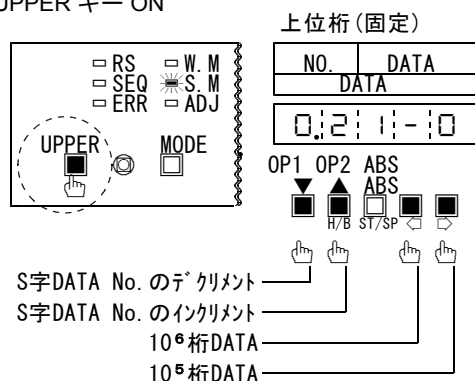 UPPER キー ON
上位桁(固定)
RS W.M
SEQ S.M
ERR ADJ
UPPER MODE
NO. DATA
DATA
0.21-0
OP1 OP2 ABS
ABS
H/B ST/SP
S字DATA No.のデクリメント
S字DATA No.のインクリメント
10⁶桁DATA
10⁵桁DATA